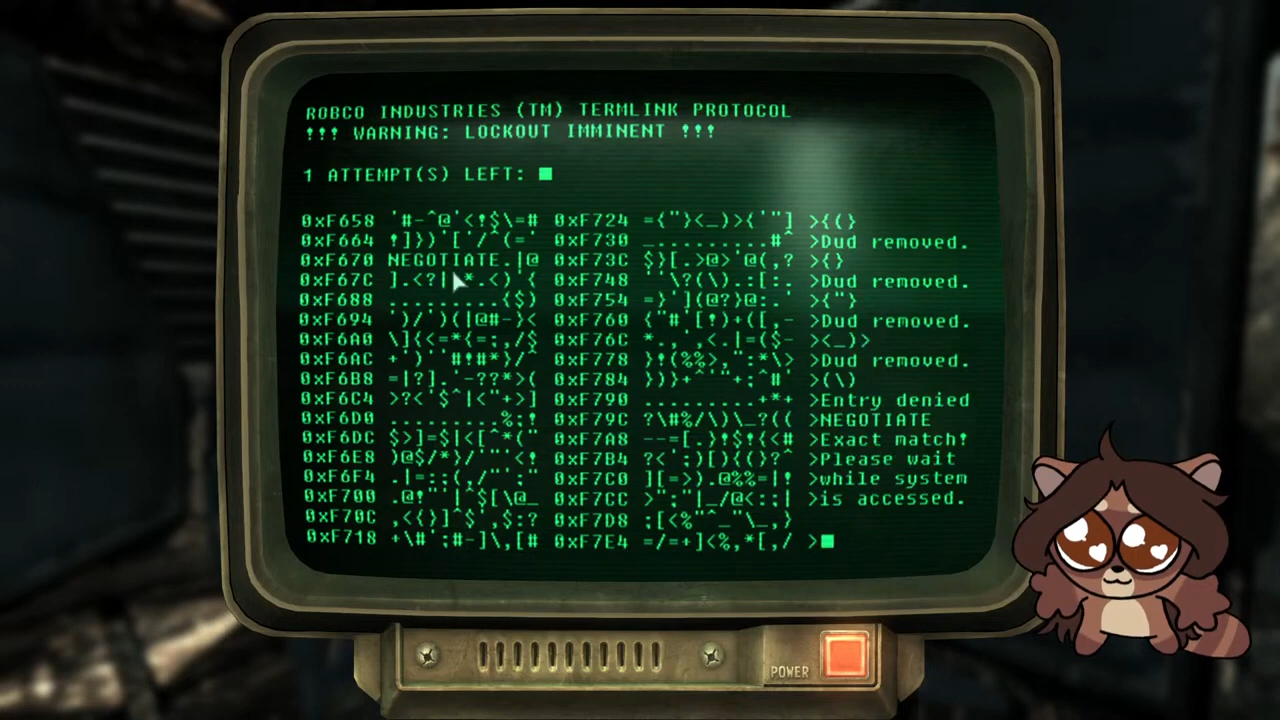 ROBCO INDUSTRIES (TM) TERMLINK PROTOCOL
!!! WARNING: LOCKOUT IMMINENT !!!
1 ATTEMPT(S) LEFT:
0xF658 '#-^@'<!$\=# 0xF724 ={"}<_)>{'"] >{(}
0xF664 !]})'['/^(=' 0xF730 _..........#^ >Dud removed.
0xF670 NEGOTIATE.|@ 0xF73C $}[.>@>'@(,? >{}
0xF67C ].<?| *.<)'{ 0xF748 ''\?(\).:[:. >Dud removed.
0xF688 .........{$) 0xF754 =}'](@?}@:.' >{"}
0xF694 ')/')(|@#-}< 0xF760 {"#'[!)+([,- >Dud removed.
0xF6A0 \]{<=*{=:,/$ 0xF76C *.,',<.|=($- ><_)>
0xF6AC +')''#!#*}/^ 0xF778 }!(%%>,":*\> >Dud removed.
0xF6B8 =|?].'-??*>( 0xF784 })}+^'^"+;^#' >(\)
0xF6C4 >?<'$^|<"+>] 0xF790 .........+*+ >Entry denied
0xF6D0 .........%;! 0xF79C ?\#%/\)\_?(( >NEGOTIATE
0xF6DC $>]=$|<[^*(" 0xF7A8 --=[.}!$!{<# >Exact match!
0xF6E8 )@$/*}/'"'<! 0xF7B4 ?<';)[){(}?^ >Please wait
0xF6F4 .|=:;(,/"':" 0xF7C0 ][=>).@%%=|! >while system
0xF700 .@!"'|^$[\@_ 0xF7CC >";"|_/@<::| >is accessed.
0xF70C ,<{}]^$',$:? 0xF7D8 :[<%"^_"\_,}
0xF718 +\#';#-]\,[# 0xF7E4 =/=+]<%,*[,/ >
POWER